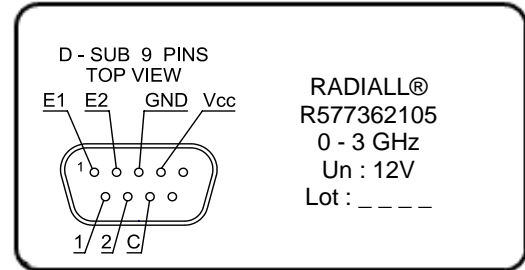 D - SUB 9 PINS
TOP VIEW
E1 E2 GND Vcc
1
1 2 C
RADIALL®
R577362105
0 - 3 GHz
Un : 12V
Lot : _ _ _ _